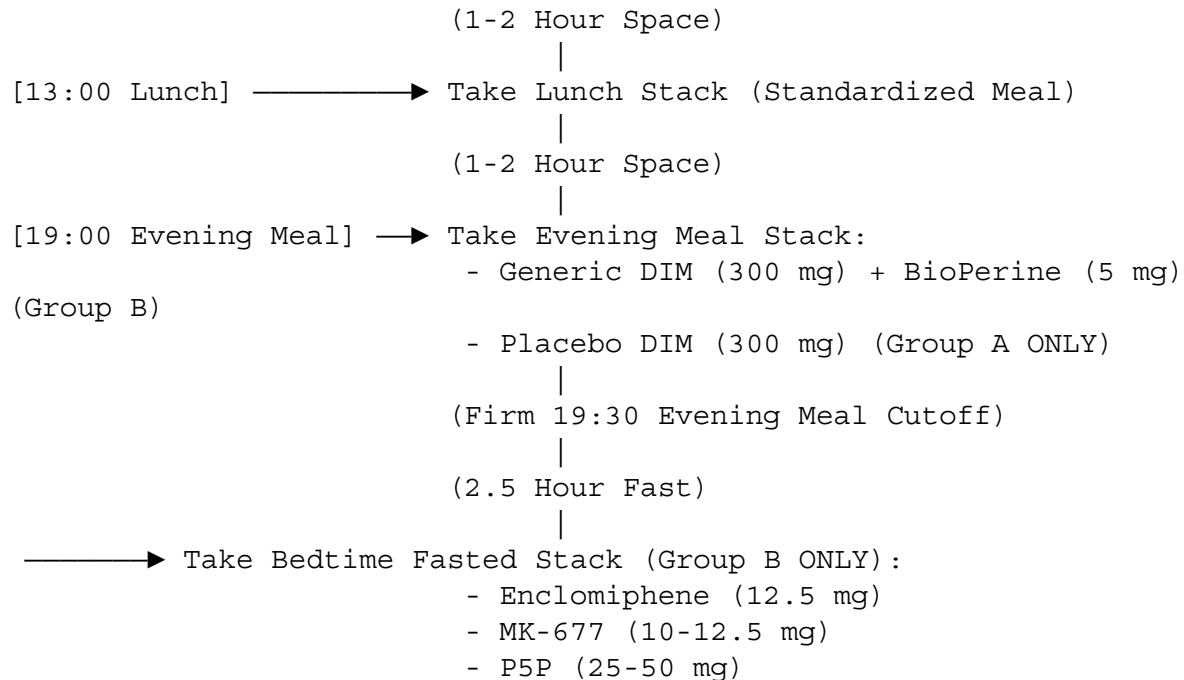 (1-2 Hour Space)
|
[13:00 Lunch] ─────────► Take Lunch Stack (Standardized Meal)
|
(1-2 Hour Space)
|
[19:00 Evening Meal] ──► Take Evening Meal Stack:
- Generic DIM (300 mg) + BioPerine (5 mg)
(Group B)
- Placebo DIM (300 mg) (Group A ONLY)
|
(Firm 19:30 Evening Meal Cutoff)
|
(2.5 Hour Fast)
|
───────► Take Bedtime Fasted Stack (Group B ONLY):
- Enclomiphene (12.5 mg)
- MK-677 (10-12.5 mg)
- P5P (25-50 mg)